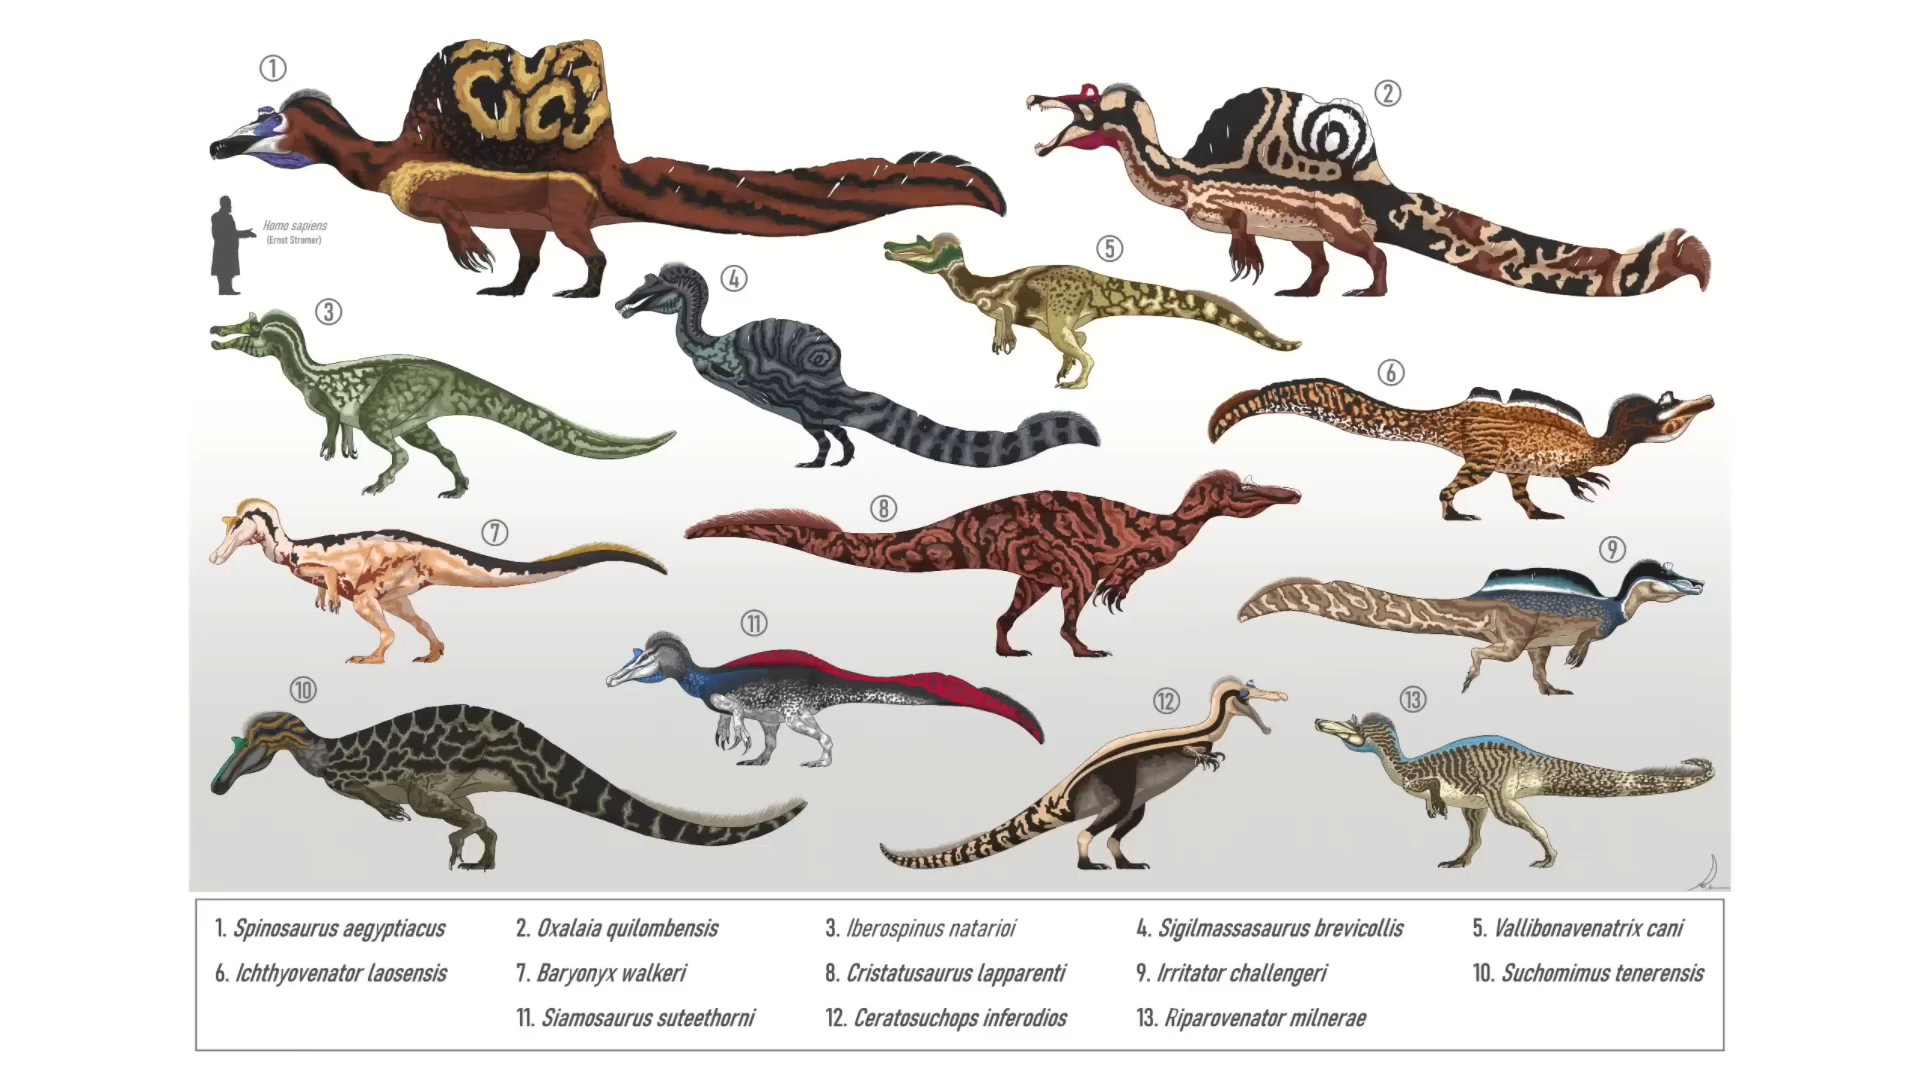 1
2
Homo sapiens
(Ernst Stromer)
5
4
3
6
8
7
9
11
10
12
13
1. Spinosaurus aegyptiacus
2. Oxalaia quilombensis
3. Iberospinus natarioi
4. Sigilmassasaurus brevicollis
5. Vallibonavenatrix cani
6. Ichthyovenator laosensis
7. Baryonyx walkeri
8. Cristatusaurus lapparenti
9. Irritator challengeri
10. Suchomimus tenerensis
11. Siamosaurus suteethorni
12. Ceratosuchops inferodios
13. Riparovenator milnerae